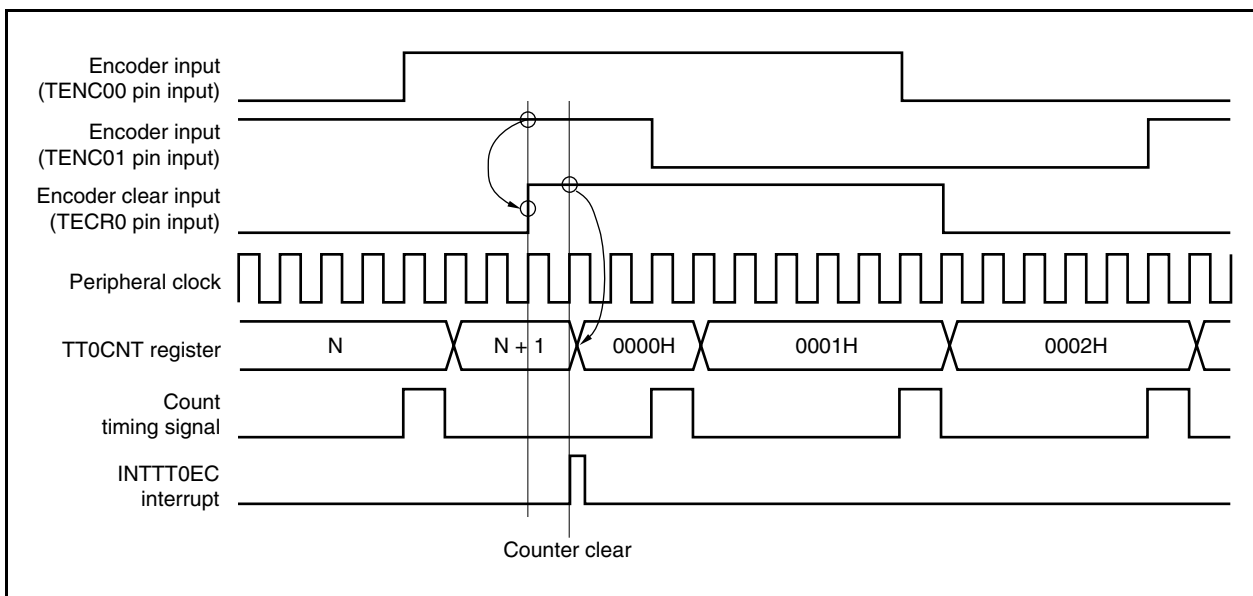 Encoder input
(TENC00 pin input)
Encoder input
(TENC01 pin input)
Encoder clear input
(TECR0 pin input)
Peripheral clock
TT0CNT register
N
N + 1
0000H
0001H
0002H
Count
timing signal
INTTT0EC
interrupt
Counter clear